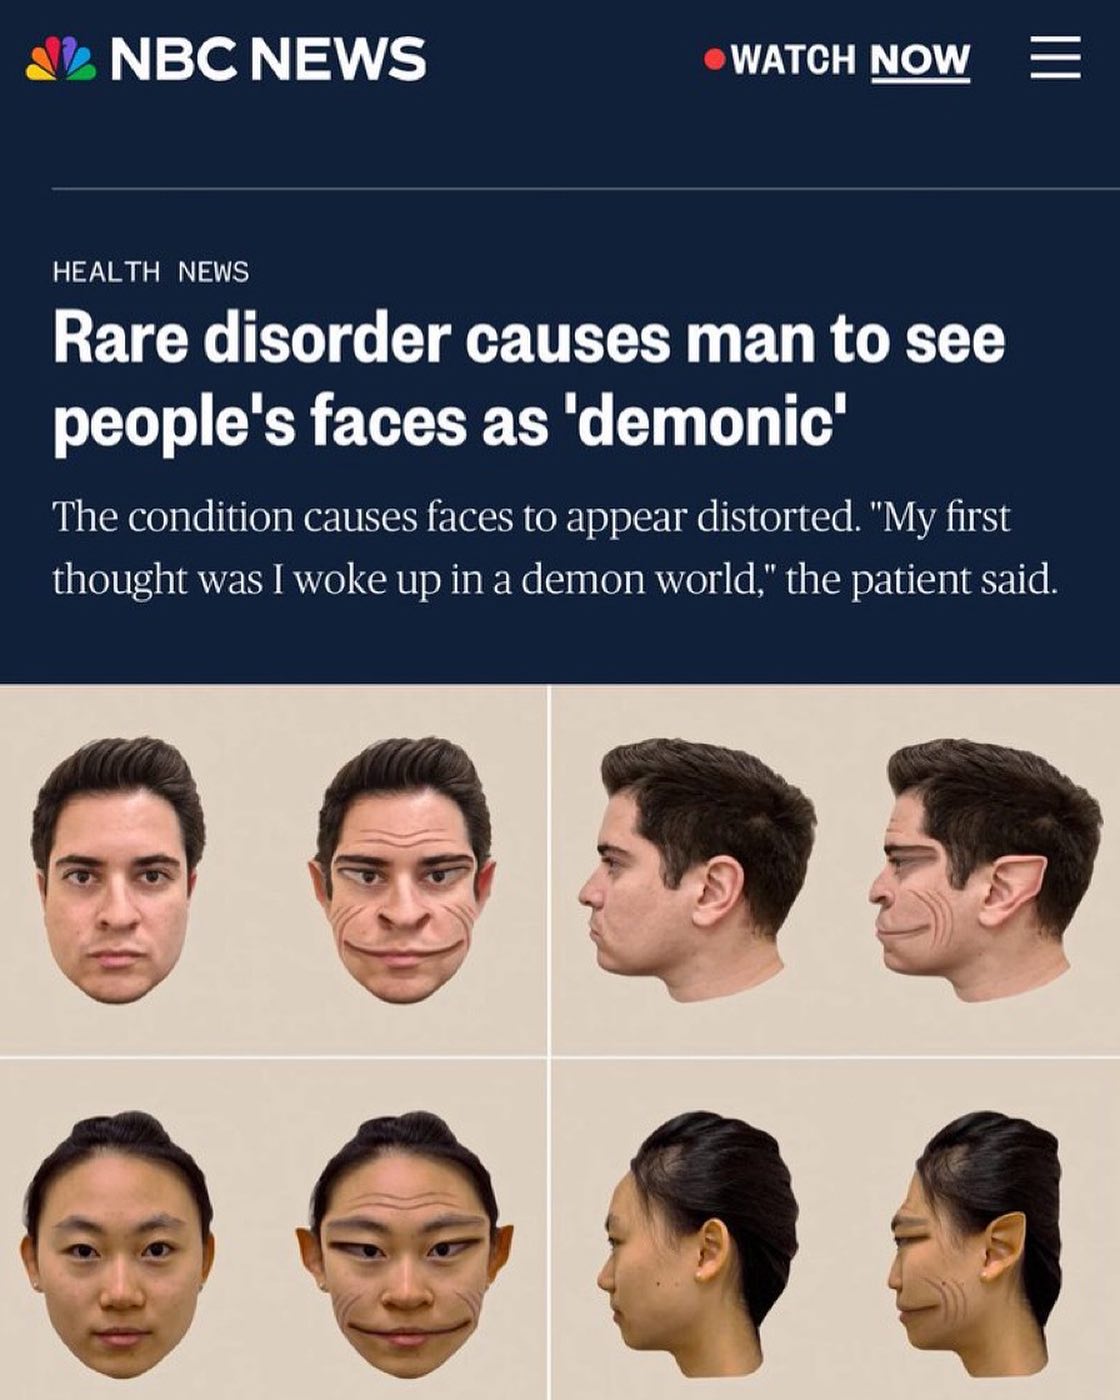 NBC NEWS
WATCH NOW
HEALTH NEWS
Rare disorder causes man to see
people's faces as 'demonic'
The condition causes faces to appear distorted. "My first
thought was I woke up in a demon world," the patient said.